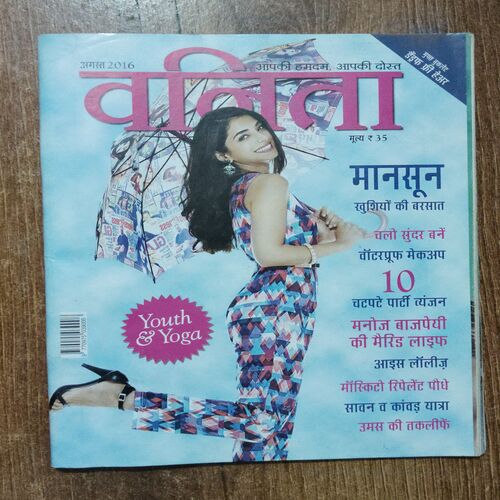 अगस्त 2016
आपकी हमदम, आपकी दोस्त
वनिता
मूल्य ₹ 35
मानसून
खुशियों की बरसात
चलो सुंदर बनें
वॉटरप्रूफ मेकअप
10
चटपटे पार्टी व्यंजन
मनोज बाजपेयी
की मेरिड लाइफ
आइस लॉलीज़
मॉस्किटो रिपेलेंट पौधे
सावन व कांवड़ यात्रा
उमस की तकलीफें
Youth
& Yoga